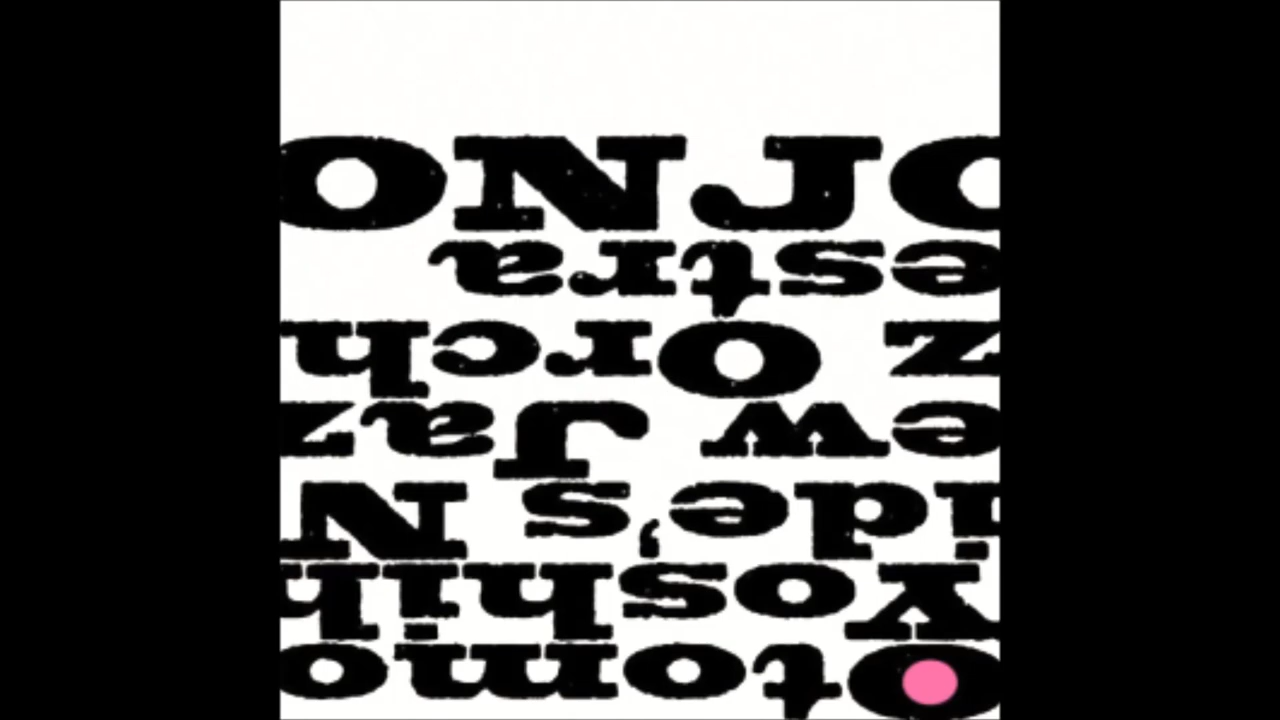 Otomo
Yoshih
ide's N
ew Jaz
z Orch
estra
ONJO